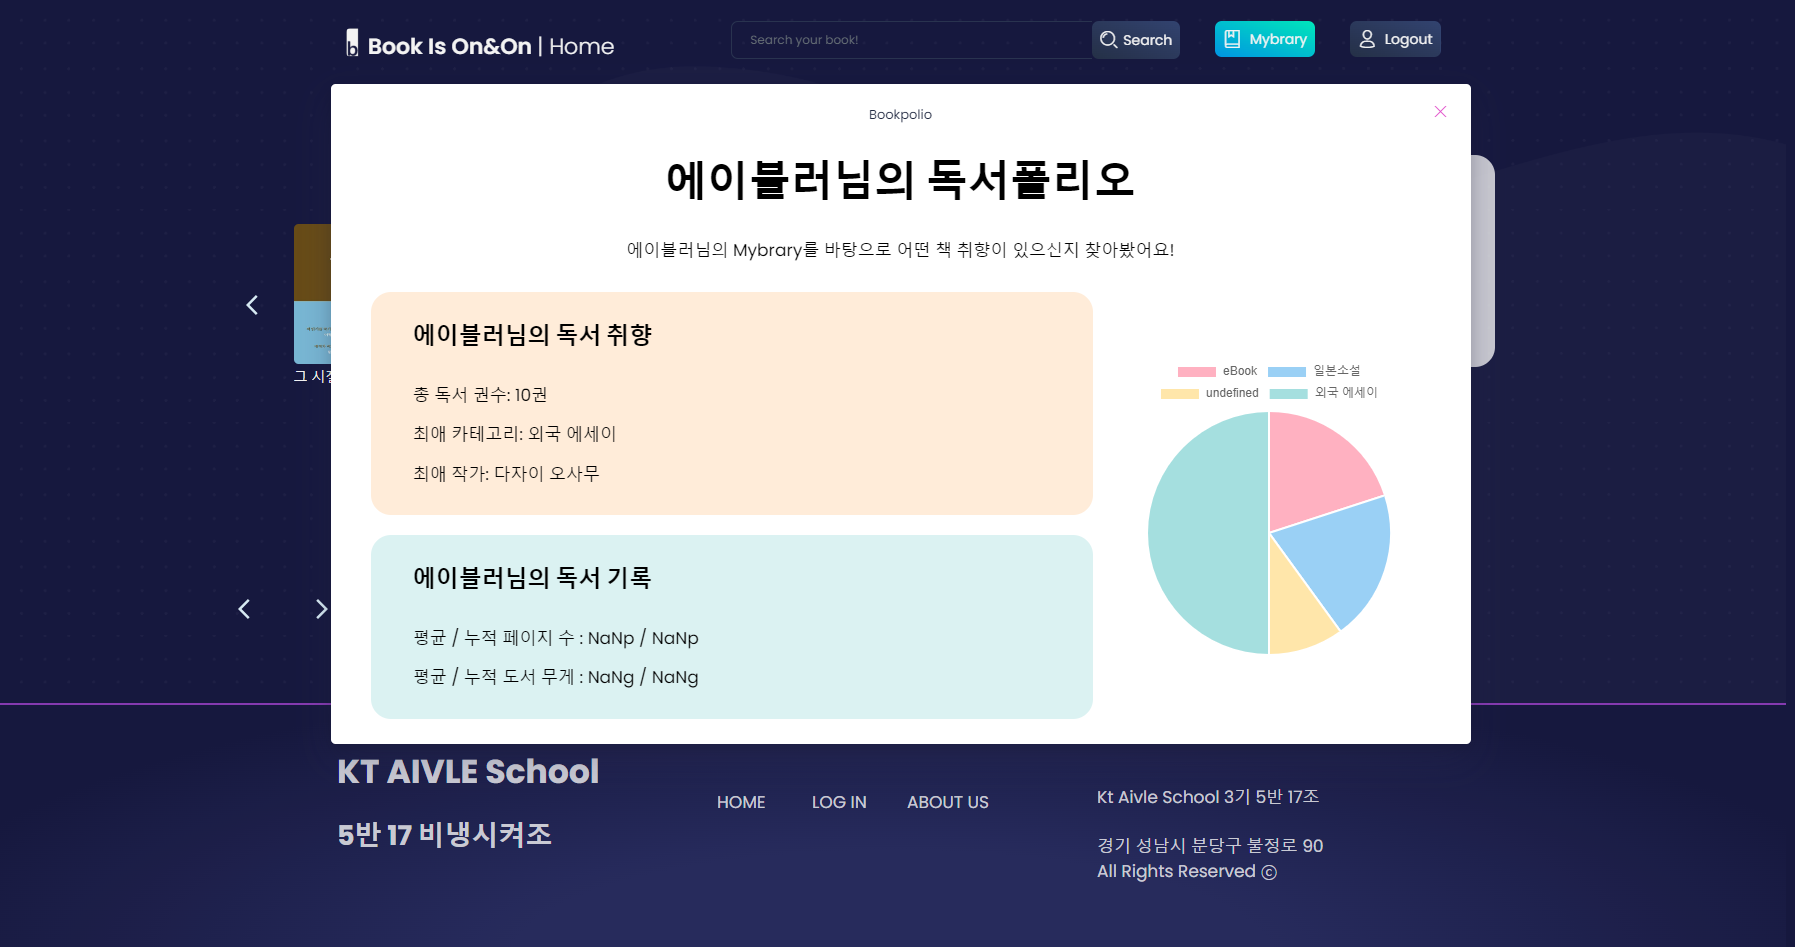 Book Is On&On | Home
Search your book!
Search
Mybrary
Logout
Bookpolio
에이블러님의 독서폴리오
에이블러님의 Mybrary를 바탕으로 어떤 책 취향이 있으신지 찾아봤어요!
에이블러님의 독서 취향
총 독서 권수: 10권
최애 카테고리: 외국 에세이
최애 작가: 다자이 오사무
eBook 일본소설
undefined 외국 에세이
에이블러님의 독서 기록
평균 / 누적 페이지 수 : NaNp / NaNp
평균 / 누적 도서 무게 : NaNg / NaNg
그 시절
KT AIVLE School
5반 17 비냉시켜조
HOME
LOG IN
ABOUT US
Kt Aivle School 3기 5반 17조
경기 성남시 분당구 불정로 90
All Rights Reserved ⓒ